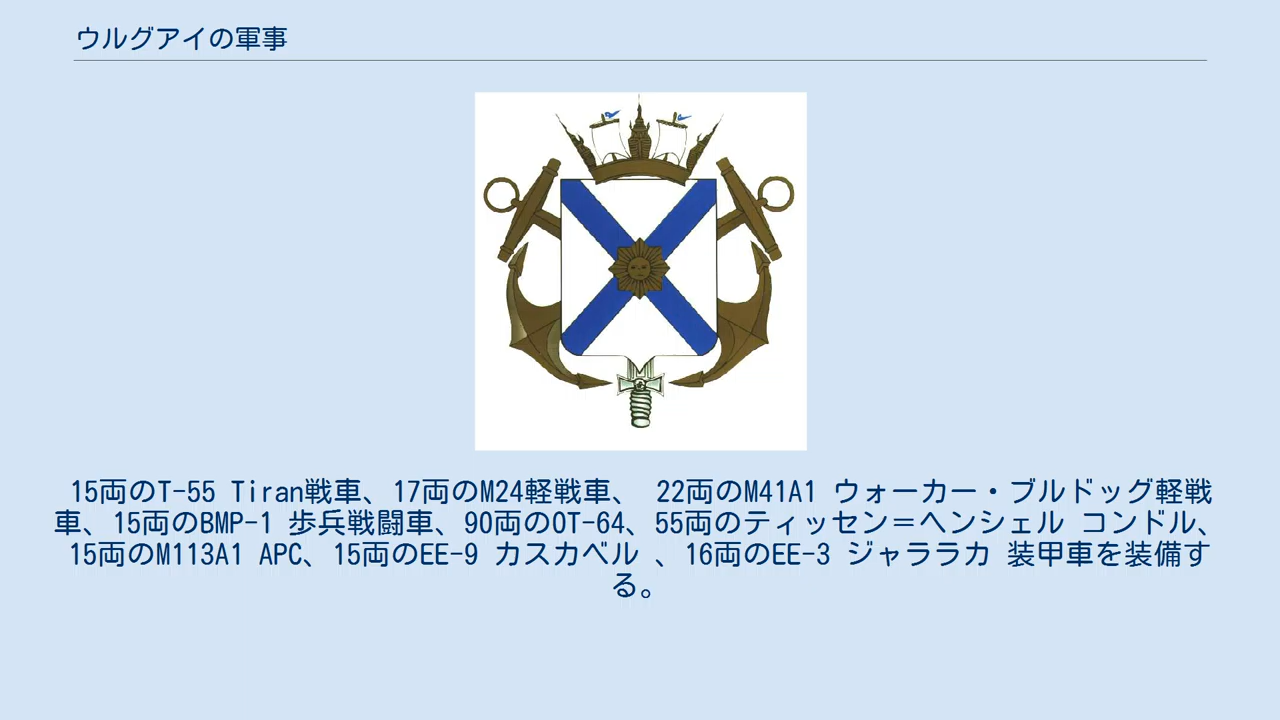 ウルグアイの軍事
15両のT-55 Tiran戦車、17両のM24軽戦車、 22両のM41A1 ウォーカー・ブルドッグ軽戦
車、15両のBMP-1 歩兵戦闘車、90両のOT-64、55両のティッセン＝ヘンシェル コンドル、
15両のM113A1 APC、15両のEE-9 カスカベル 、16両のEE-3 ジャララカ 装甲車を装備す
る。